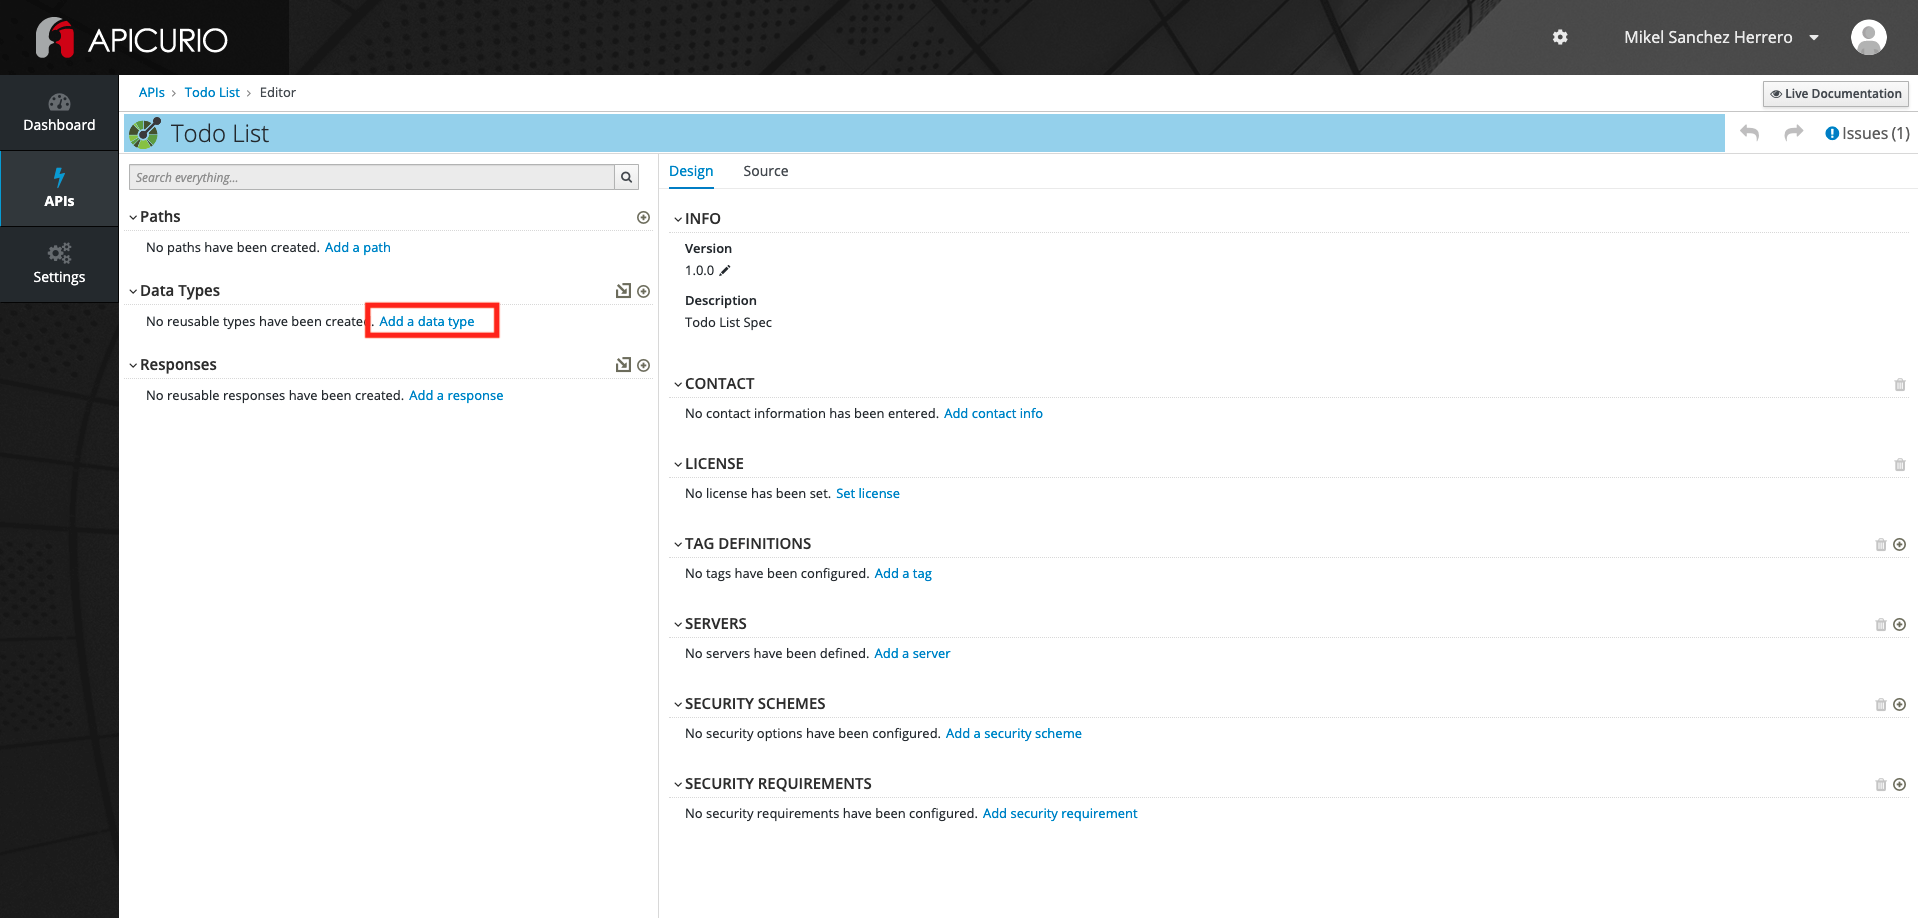 APICURIO
Mikel Sanchez Herrero
Dashboard
APIs
Settings
APIs > Todo List > Editor
Live Documentation
Todo List
Issues (1)
Search everything...
Paths
No paths have been created. Add a path
Data Types
No reusable types have been created. Add a data type
Responses
No reusable responses have been created. Add a response
Design Source
INFO
Version
1.0.0
Description
Todo List Spec
CONTACT
No contact information has been entered. Add contact info
LICENSE
No license has been set. Set license
TAG DEFINITIONS
No tags have been configured. Add a tag
SERVERS
No servers have been defined. Add a server
SECURITY SCHEMES
No security options have been configured. Add a security scheme
SECURITY REQUIREMENTS
No security requirements have been configured. Add security requirement